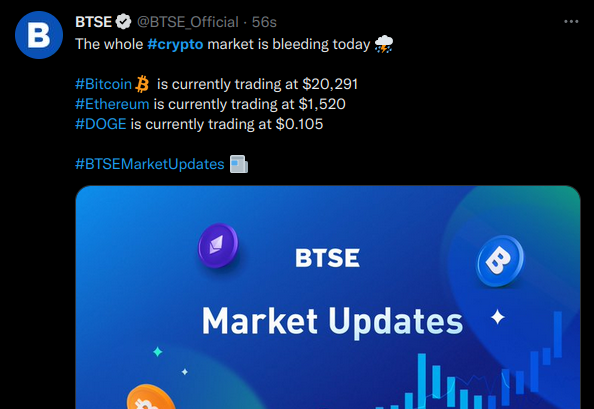 BTSE @BTSE_Official · 56s
The whole #crypto market is bleeding today ⛈️
#Bitcoin is currently trading at $20,291
#Ethereum is currently trading at $1,520
#DOGE is currently trading at $0.105
#BTSEMarketUpdates 📰
BTSE
Market Updates